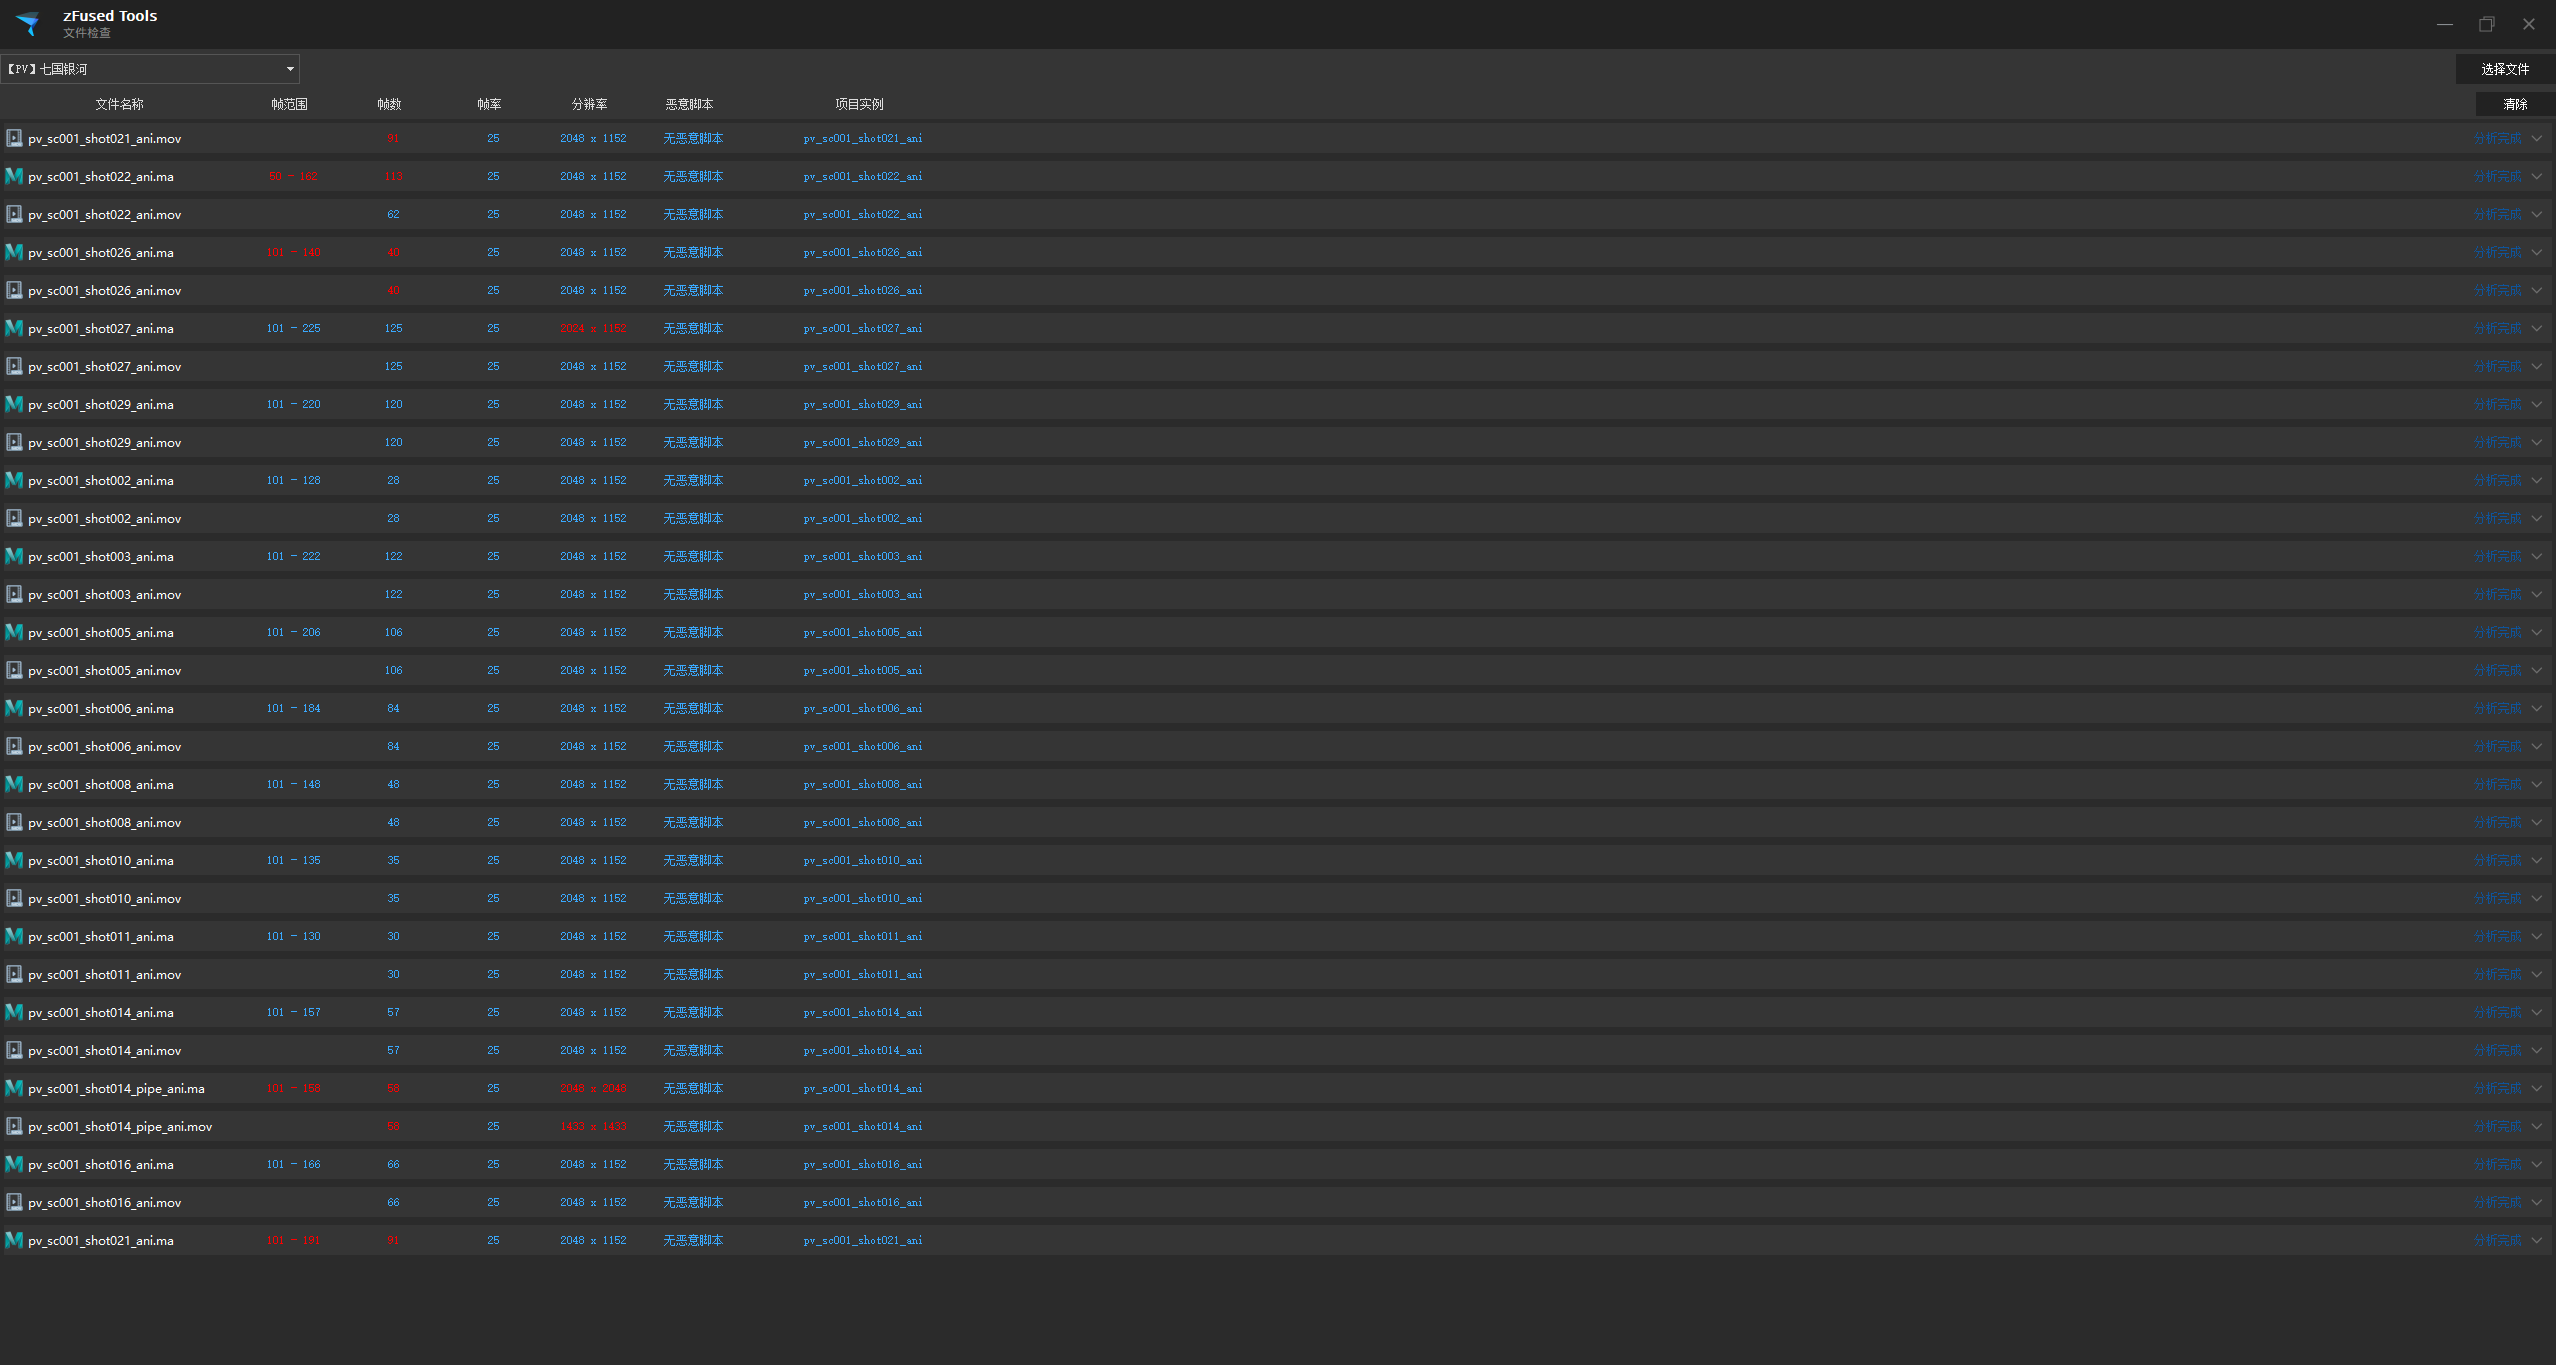 zFused Tools
文件检查
【PV】七国银河
选择文件
文件名称 帧范围 帧数 帧率 分辨率 恶意脚本 项目实例 清除
pv_sc001_shot021_ani.mov 91 25 2048 x 1152 无恶意脚本 pv_sc001_shot021_ani 分析完成
pv_sc001_shot022_ani.ma 50 - 162 113 25 2048 x 1152 无恶意脚本 pv_sc001_shot022_ani 分析完成
pv_sc001_shot022_ani.mov 62 25 2048 x 1152 无恶意脚本 pv_sc001_shot022_ani 分析完成
pv_sc001_shot026_ani.ma 101 - 140 40 25 2048 x 1152 无恶意脚本 pv_sc001_shot026_ani 分析完成
pv_sc001_shot026_ani.mov 40 25 2048 x 1152 无恶意脚本 pv_sc001_shot026_ani 分析完成
pv_sc001_shot027_ani.ma 101 - 225 125 25 2024 x 1152 无恶意脚本 pv_sc001_shot027_ani 分析完成
pv_sc001_shot027_ani.mov 125 25 2048 x 1152 无恶意脚本 pv_sc001_shot027_ani 分析完成
pv_sc001_shot029_ani.ma 101 - 220 120 25 2048 x 1152 无恶意脚本 pv_sc001_shot029_ani 分析完成
pv_sc001_shot029_ani.mov 120 25 2048 x 1152 无恶意脚本 pv_sc001_shot029_ani 分析完成
pv_sc001_shot002_ani.ma 101 - 128 28 25 2048 x 1152 无恶意脚本 pv_sc001_shot002_ani 分析完成
pv_sc001_shot002_ani.mov 28 25 2048 x 1152 无恶意脚本 pv_sc001_shot002_ani 分析完成
pv_sc001_shot003_ani.ma 101 - 222 122 25 2048 x 1152 无恶意脚本 pv_sc001_shot003_ani 分析完成
pv_sc001_shot003_ani.mov 122 25 2048 x 1152 无恶意脚本 pv_sc001_shot003_ani 分析完成
pv_sc001_shot005_ani.ma 101 - 206 106 25 2048 x 1152 无恶意脚本 pv_sc001_shot005_ani 分析完成
pv_sc001_shot005_ani.mov 106 25 2048 x 1152 无恶意脚本 pv_sc001_shot005_ani 分析完成
pv_sc001_shot006_ani.ma 101 - 184 84 25 2048 x 1152 无恶意脚本 pv_sc001_shot006_ani 分析完成
pv_sc001_shot006_ani.mov 84 25 2048 x 1152 无恶意脚本 pv_sc001_shot006_ani 分析完成
pv_sc001_shot008_ani.ma 101 - 148 48 25 2048 x 1152 无恶意脚本 pv_sc001_shot008_ani 分析完成
pv_sc001_shot008_ani.mov 48 25 2048 x 1152 无恶意脚本 pv_sc001_shot008_ani 分析完成
pv_sc001_shot010_ani.ma 101 - 135 35 25 2048 x 1152 无恶意脚本 pv_sc001_shot010_ani 分析完成
pv_sc001_shot010_ani.mov 35 25 2048 x 1152 无恶意脚本 pv_sc001_shot010_ani 分析完成
pv_sc001_shot011_ani.ma 101 - 130 30 25 2048 x 1152 无恶意脚本 pv_sc001_shot011_ani 分析完成
pv_sc001_shot011_ani.mov 30 25 2048 x 1152 无恶意脚本 pv_sc001_shot011_ani 分析完成
pv_sc001_shot014_ani.ma 101 - 157 57 25 2048 x 1152 无恶意脚本 pv_sc001_shot014_ani 分析完成
pv_sc001_shot014_ani.mov 57 25 2048 x 1152 无恶意脚本 pv_sc001_shot014_ani 分析完成
pv_sc001_shot014_pipe_ani.ma 101 - 158 58 25 2048 x 2048 无恶意脚本 pv_sc001_shot014_ani 分析完成
pv_sc001_shot014_pipe_ani.mov 58 25 1433 x 1433 无恶意脚本 pv_sc001_shot014_ani 分析完成
pv_sc001_shot016_ani.ma 101 - 166 66 25 2048 x 1152 无恶意脚本 pv_sc001_shot016_ani 分析完成
pv_sc001_shot016_ani.mov 66 25 2048 x 1152 无恶意脚本 pv_sc001_shot016_ani 分析完成
pv_sc001_shot021_ani.ma 101 - 191 91 25 2048 x 1152 无恶意脚本 pv_sc001_shot021_ani 分析完成